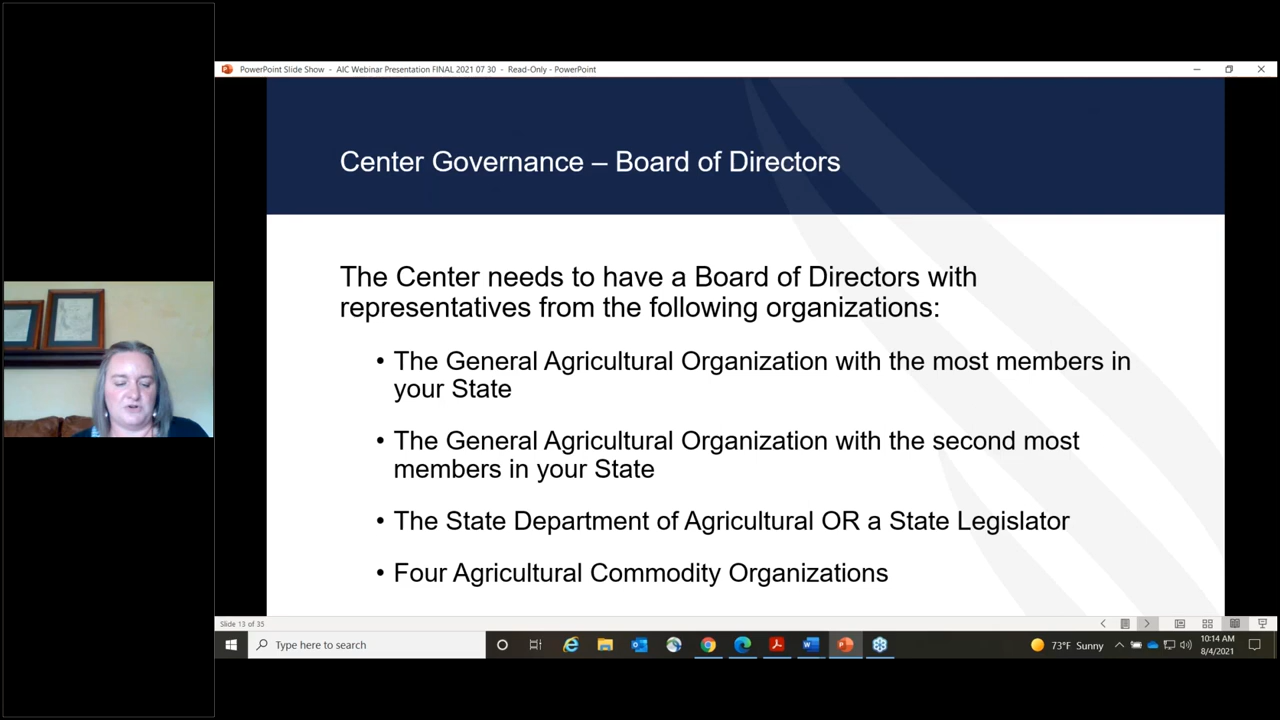 PowerPoint Slide Show - AIC Webinar Presentation FINAL 2021 07 30 - Read-Only - PowerPoint
Center Governance – Board of Directors
The Center needs to have a Board of Directors with
representatives from the following organizations:
• The General Agricultural Organization with the most members in
your State
• The General Agricultural Organization with the second most
members in your State
• The State Department of Agricultural OR a State Legislator
• Four Agricultural Commodity Organizations
Slide 13 of 35
Type here to search
73°F Sunny
10:14 AM
8/4/2021